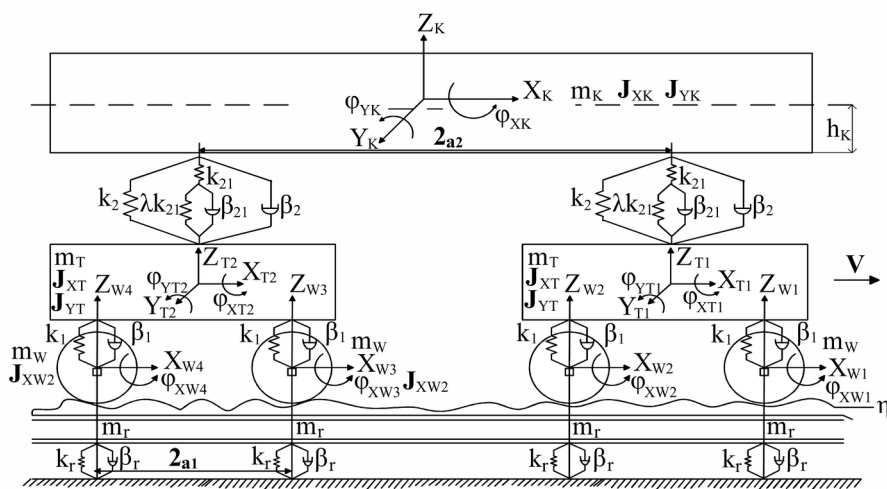 Z_K
X_K m_K J_XK J_YK
φ_YK φ_XK
Y_K 2a2 h_K
k_21 k_21
k_2 λk_21 β_21 β_2 k_2 λk_21 β_21 β_2
m_T Z_T2 m_T Z_T1 V
J_XT Z_W4 φ_YT2 X_T2 Z_W3 J_XT Z_W2 φ_YT1 X_T1 Z_W1
J_YT Y_T2 φ_XT2 J_YT Y_T1 φ_XT1
k_1 β_1 k_1 β_1 k_1 β_1 k_1 β_1
m_W m_W m_W
J_XW2 X_W4 X_W3 X_W2 X_W1
φ_XW4 φ_XW3 J_XW2 φ_XW2 φ_XW1
η
m_r m_r m_r m_r
k_r β_r 2a1 k_r β_r k_r β_r k_r β_r